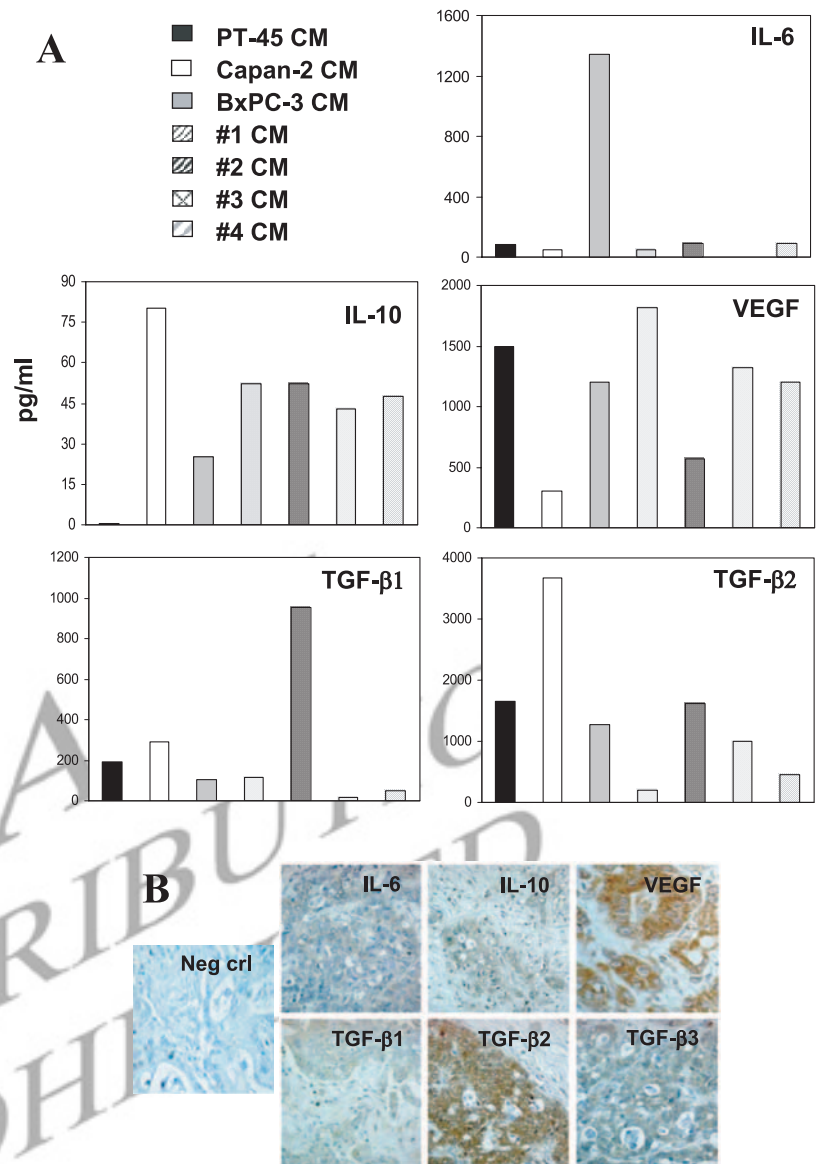 A
PT-45 CM
Capan-2 CM
BxPC-3 CM
#1 CM
#2 CM
#3 CM
#4 CM
IL-6
1600
1200
800
400
0
pg/ml
IL-10
90
75
60
45
30
15
0
VEGF
2000
1500
1000
500
0
TGF-β1
1200
1000
800
600
400
200
0
TGF-β2
4000
3000
2000
1000
0
B
Neg crl
IL-6
IL-10
VEGF
TGF-β1
TGF-β2
TGF-β3